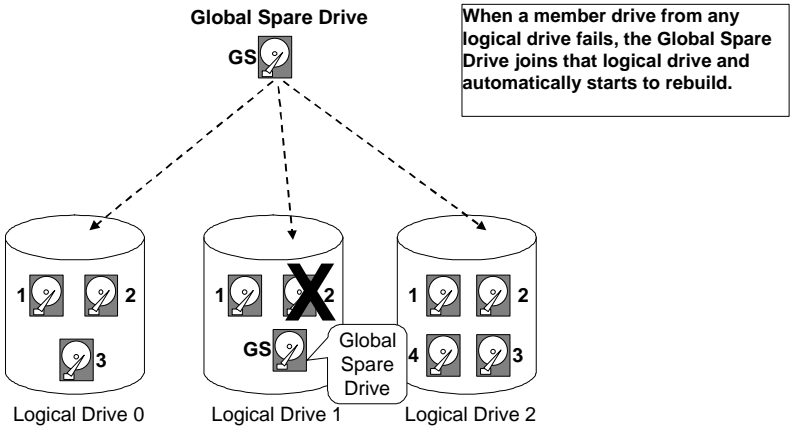 Global Spare Drive
GS
When a member drive from any
logical drive fails, the Global Spare
Drive joins that logical drive and
automatically starts to rebuild.
1 2
3
Logical Drive 0
1 X 2
GS
Global
Spare
Drive
Logical Drive 1
1 2
4 3
Logical Drive 2